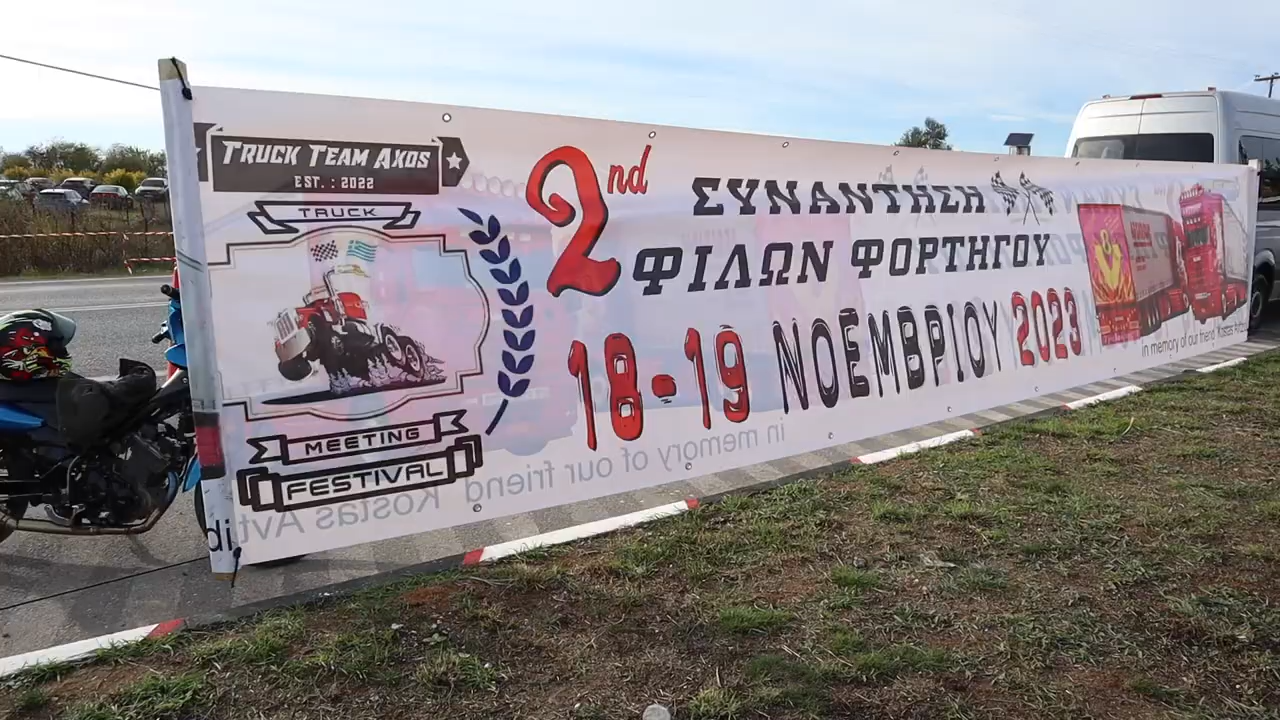 TRUCK TEAM AXOS
EST. : 2022
TRUCK
MEETING
FESTIVAL
2nd
ΣΥΝΑΝΤΗΣΗ
ΦΙΛΩΝ ΦΟΡΤΗΓΟΥ
18-19 ΝΟΕΜΒΡΙΟΥ 2023
in memory of our friend Kostas